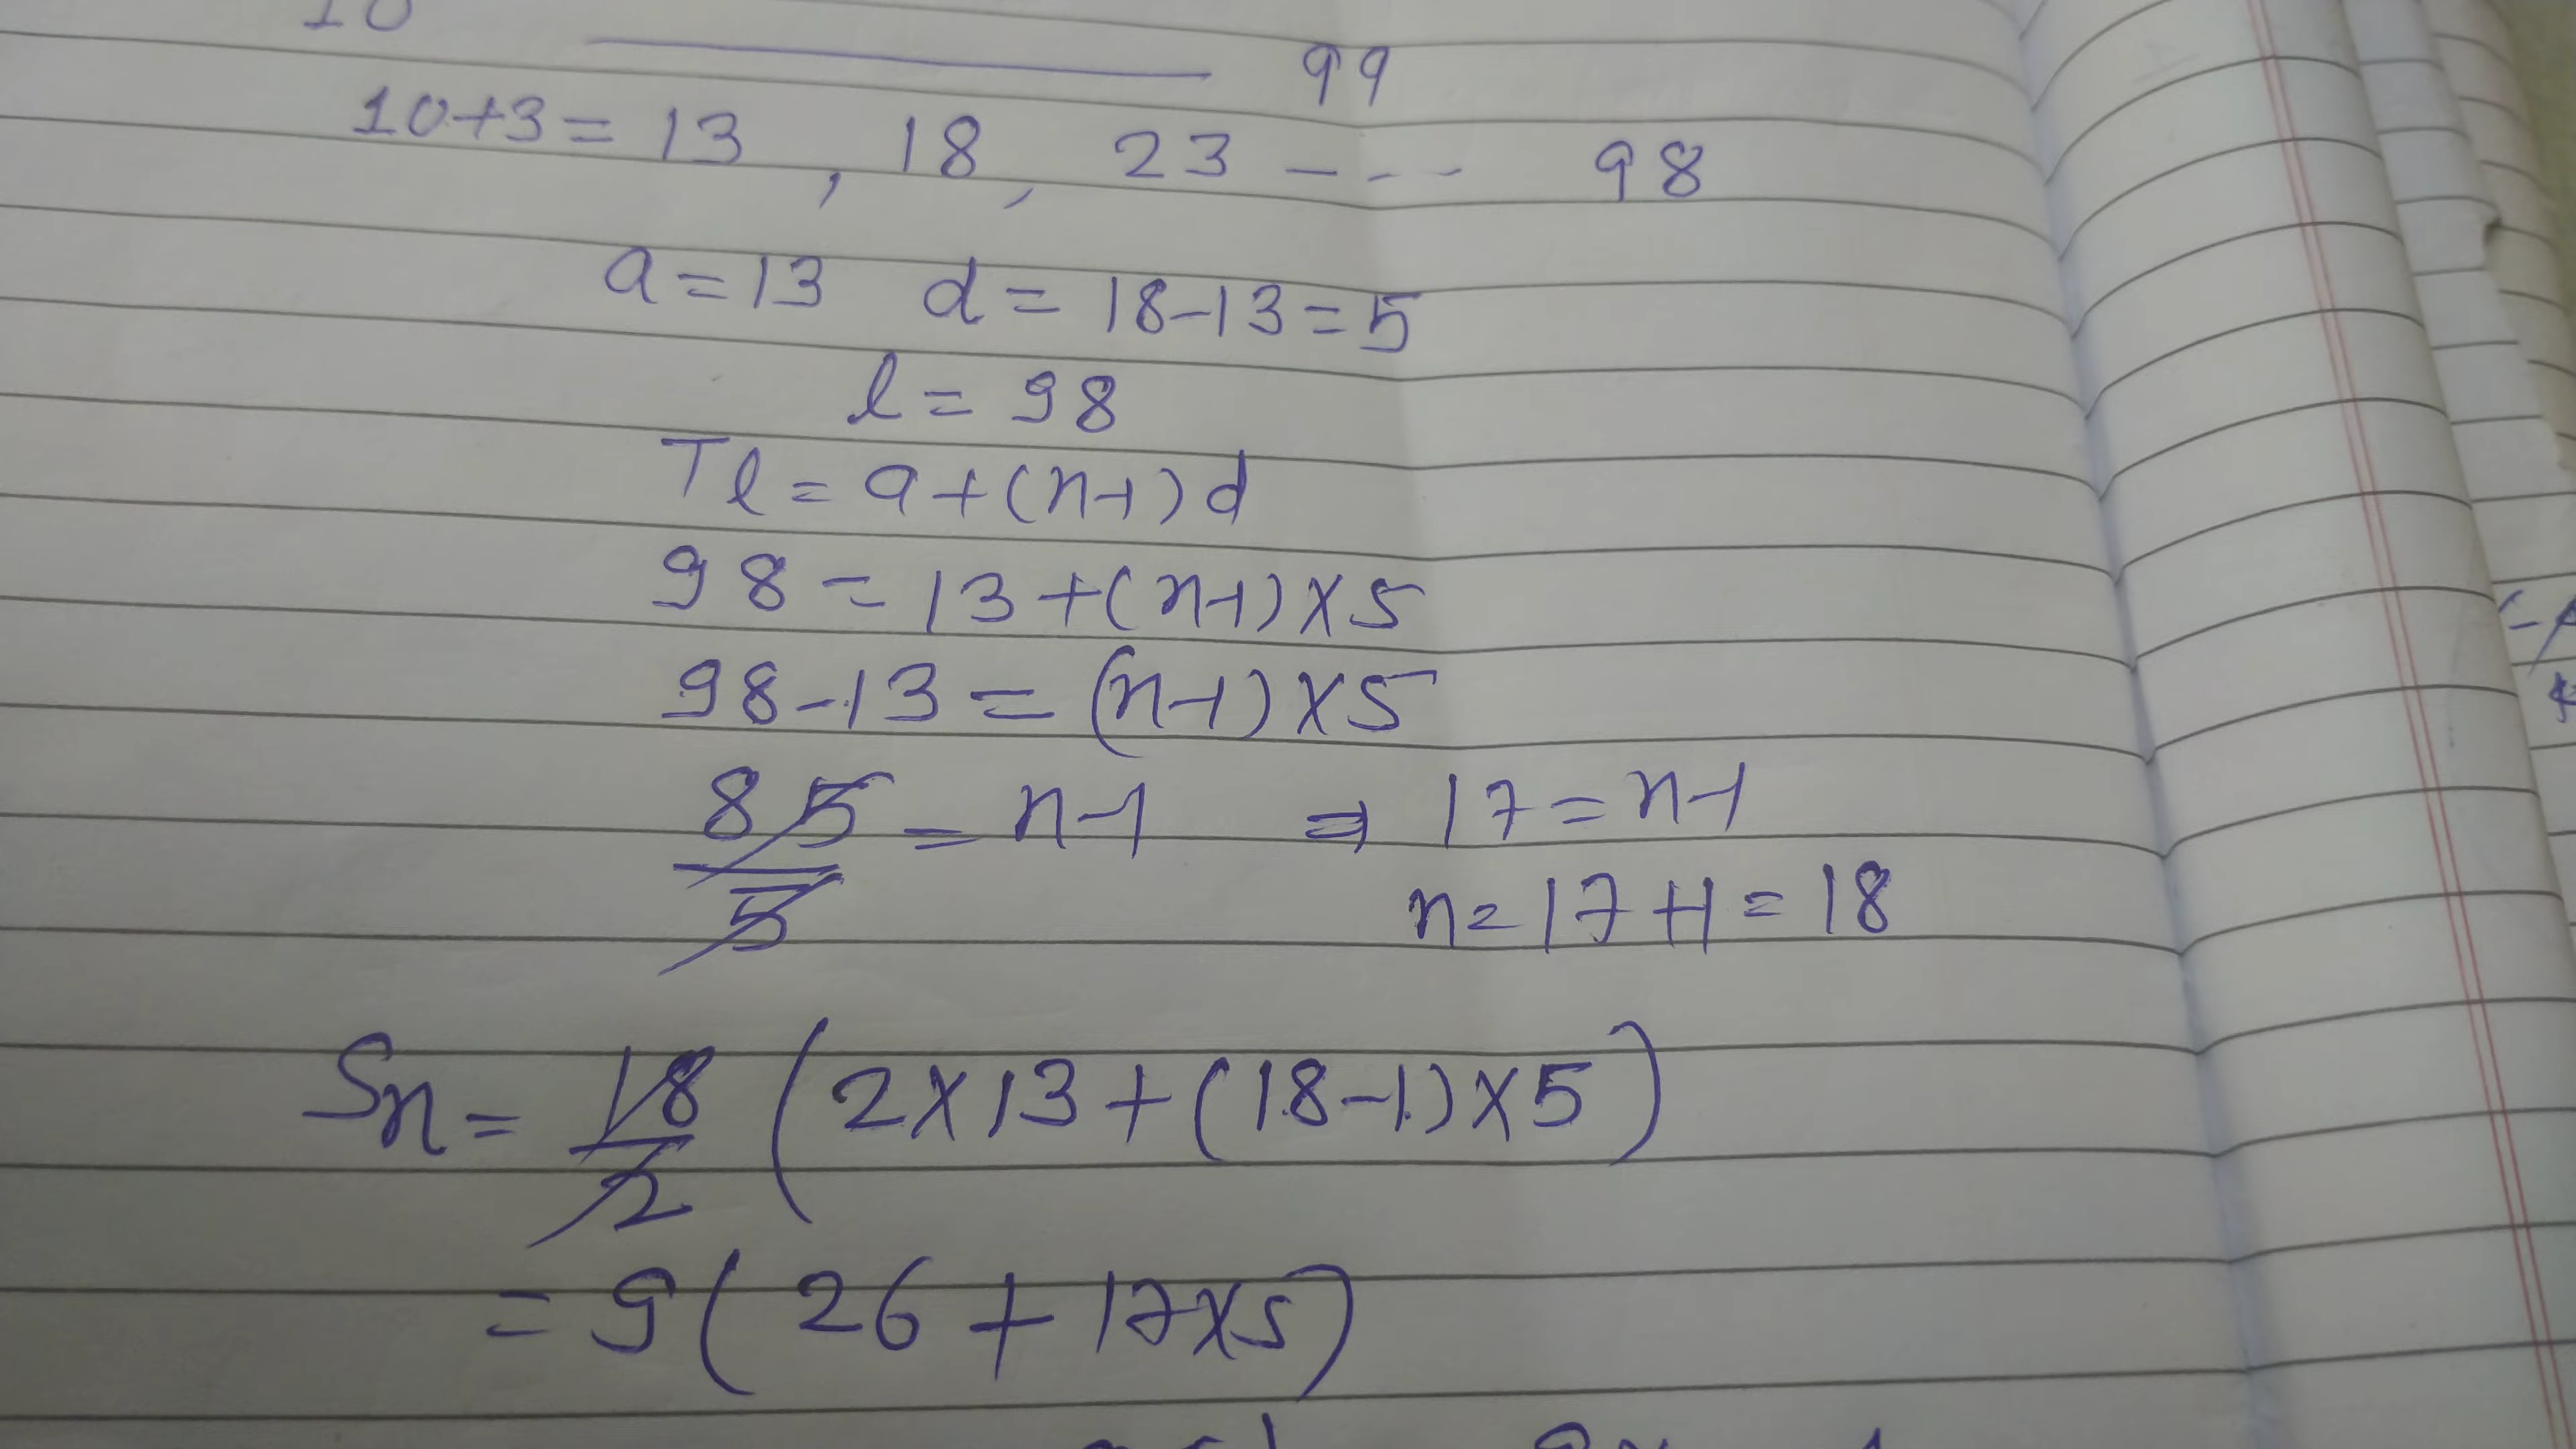 10 ——— 99
10+3 = 13, 18, 23 - - - 98
a = 13 d = 18-13 = 5
l = 98
Tl = a+(n-1)d
98 = 13+(n-1)×5
98-13 = (n-1)×5
85/5 = n-1 ⇒ 17 = n-1
n = 17+1 = 18
Sn = 18/2 (2×13+(18-1)×5)
= 9(26+17×5)